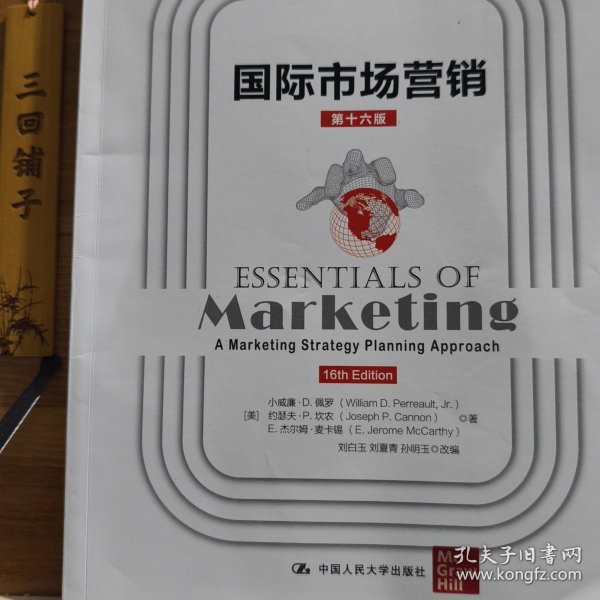 三回铺子
国际市场营销
第十六版
ESSENTIALS OF
Marketing
A Marketing Strategy Planning Approach
16th Edition
小威廉·D. 佩罗（William D. Perreault, Jr.）
[美] 约瑟夫·P. 坎农（Joseph P. Cannon） ◎著
E. 杰尔姆·麦卡锡（E. Jerome McCarthy）
刘白玉 刘夏青 孙明玉◎改编
中国人民大学出版社
Mc
Graw
Hill
孔夫子旧书网
www.kongfz.com